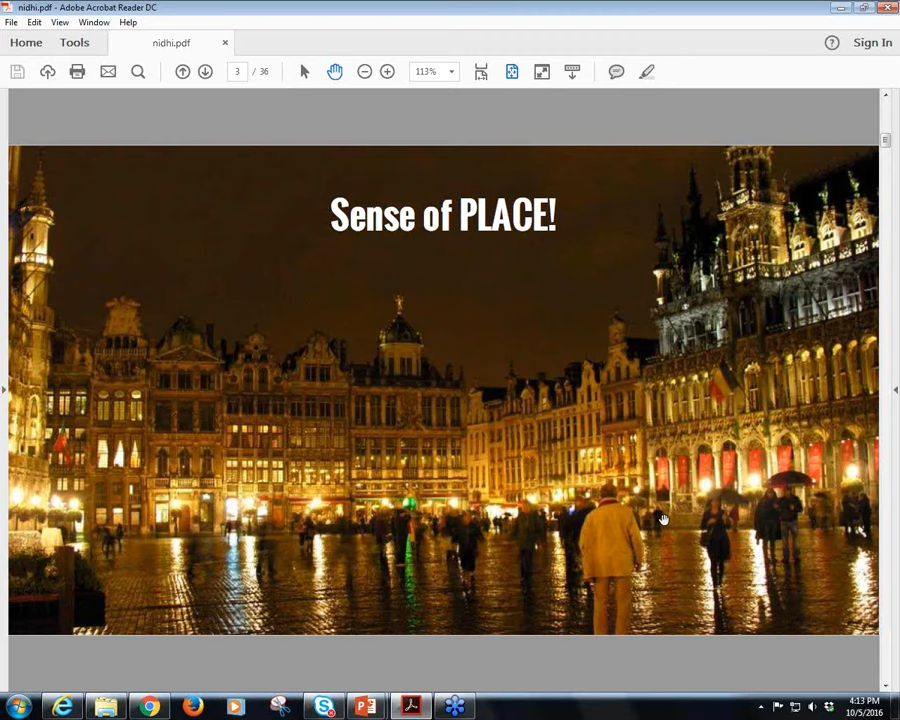 nidhi.pdf - Adobe Acrobat Reader DC
File Edit View Window Help
Home Tools nidhi.pdf × Sign In
3 / 36 113%
Sense of PLACE!
4:13 PM
10/5/2016